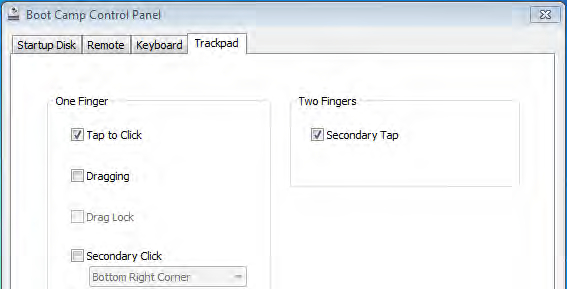 Boot Camp Control Panel
Startup Disk Remote Keyboard Trackpad
One Finger
Tap to Click
Dragging
Drag Lock
Secondary Click
Bottom Right Corner
Two Fingers
Secondary Tap